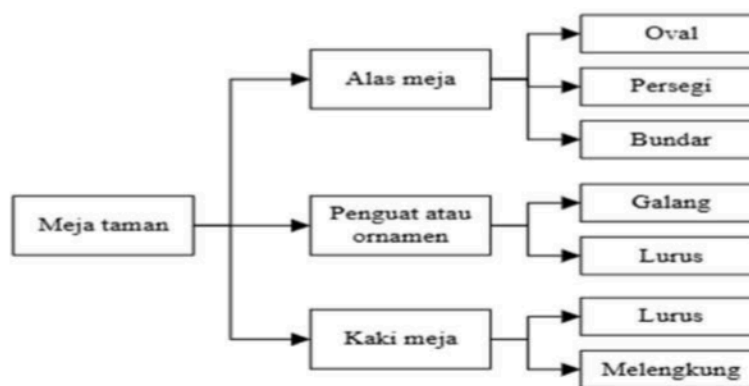 Meja taman
Alas meja
Oval
Persegi
Bundar
Penguat atau
ornamen
Galang
Lurus
Kaki meja
Lurus
Melengkung